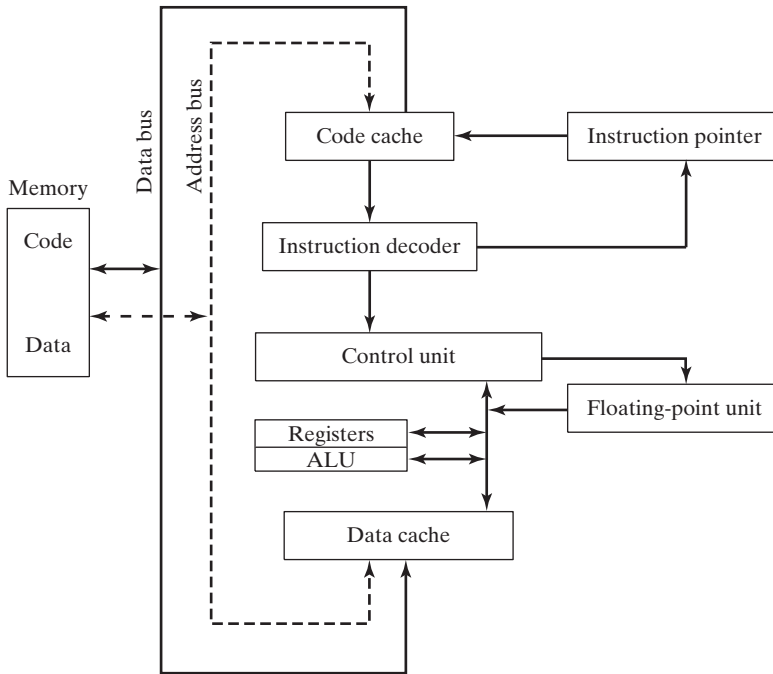 Data bus
Address bus
Code cache
Instruction pointer
Memory
Code
Data
Instruction decoder
Control unit
Floating-point unit
Registers
ALU
Data cache